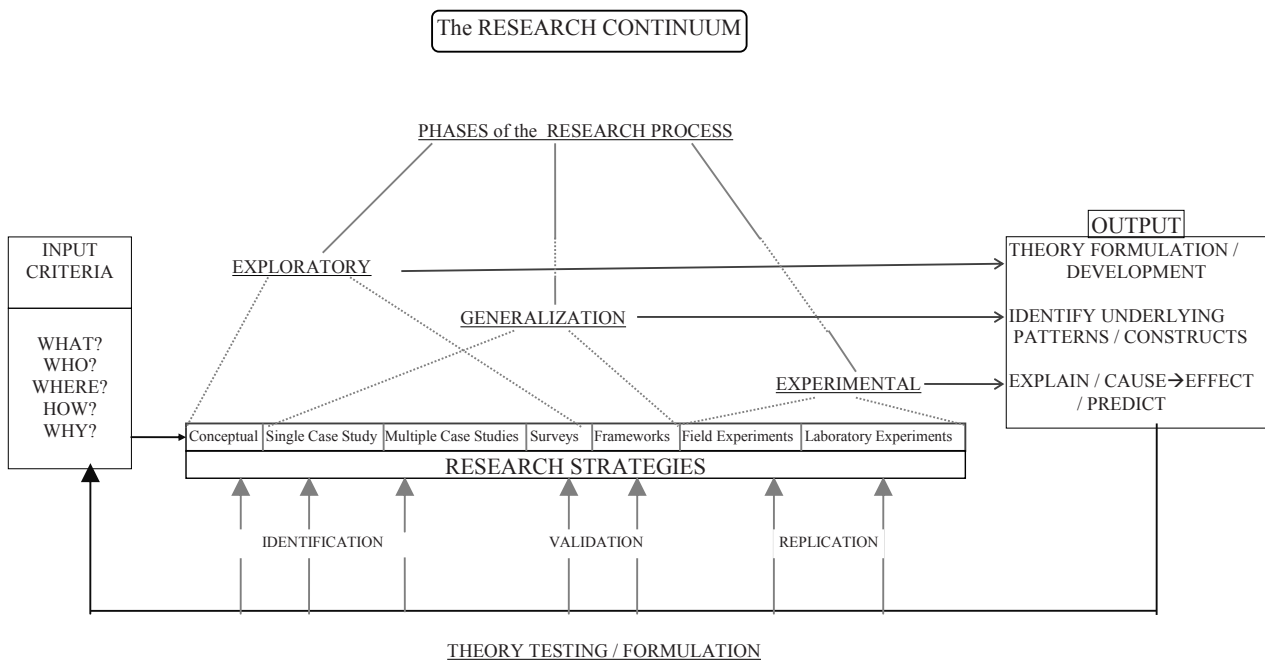 The RESEARCH CONTINUUM
PHASES of the  RESEARCH PROCESS
INPUT
CRITERIA
WHAT?
WHO?
WHERE?
HOW?
WHY?
EXPLORATORY
GENERALIZATION
EXPERIMENTAL
OUTPUT
THEORY FORMULATION /
DEVELOPMENT
IDENTIFY UNDERLYING
PATTERNS / CONSTRUCTS
EXPLAIN / CAUSE→EFFECT
/ PREDICT
Conceptual Single Case Study Multiple Case Studies Surveys Frameworks Field Experiments Laboratory Experiments
RESEARCH STRATEGIES
IDENTIFICATION VALIDATION REPLICATION
THEORY TESTING / FORMULATION